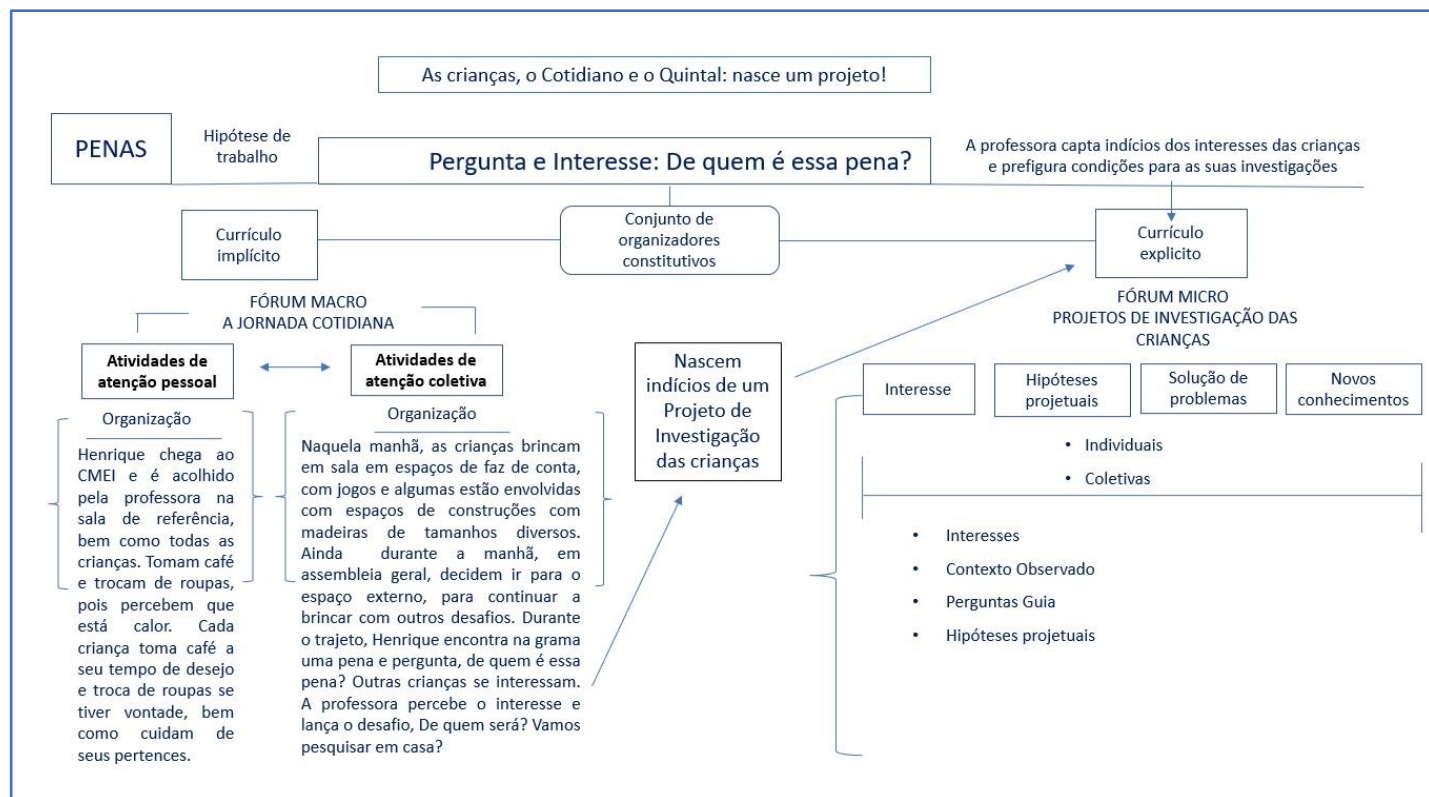 As crianças, o Cotidiano e o Quintal: nasce um projeto!
PENAS
Hipótese de
trabalho
Pergunta e Interesse: De quem é essa pena?
A professora capta indícios dos interesses das crianças
e prefigura condições para as suas investigações
Currículo
implícito
Conjunto de
organizadores
constitutivos
Currículo
explicito
FÓRUM MACRO
A JORNADA COTIDIANA
Atividades de
atenção pessoal
Atividades de
atenção coletiva
Organização
Henrique chega ao
CMEI e é acolhido
pela professora na
sala de referência,
bem como todas as
crianças. Tomam café
e trocam de roupas,
pois percebem que
está calor. Cada
criança toma café a
seu tempo de desejo
e troca de roupas se
tiver vontade, bem
como cuidam de
seus pertences.
Organização
Naquela manhã, as crianças brincam
em sala em espaços de faz de conta,
com jogos e algumas estão envolvidas
com espaços de construções com
madeiras de tamanhos diversos.
Ainda durante a manhã, em
assembleia geral, decidem ir para o
espaço externo, para continuar a
brincar com outros desafios. Durante
o trajeto, Henrique encontra na grama
uma pena e pergunta, de quem é essa
pena? Outras crianças se interessam.
A professora percebe o interesse e
lança o desafio, De quem será? Vamos
pesquisar em casa?
Nascem
indícios de um
Projeto de
Investigação
das crianças
FÓRUM MICRO
PROJETOS DE INVESTIGAÇÃO DAS
CRIANÇAS
Interesse
Hipóteses
projetuais
Solução de
problemas
Novos
conhecimentos
• Individuais
• Coletivas
• Interesses
• Contexto Observado
• Perguntas Guia
• Hipóteses projetuais